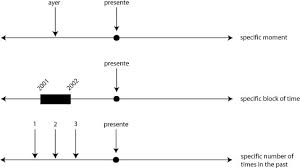 ayer presente
specific moment
2001 2002 presente
specific block of time
1 2 3 presente
specific number of
times in the past